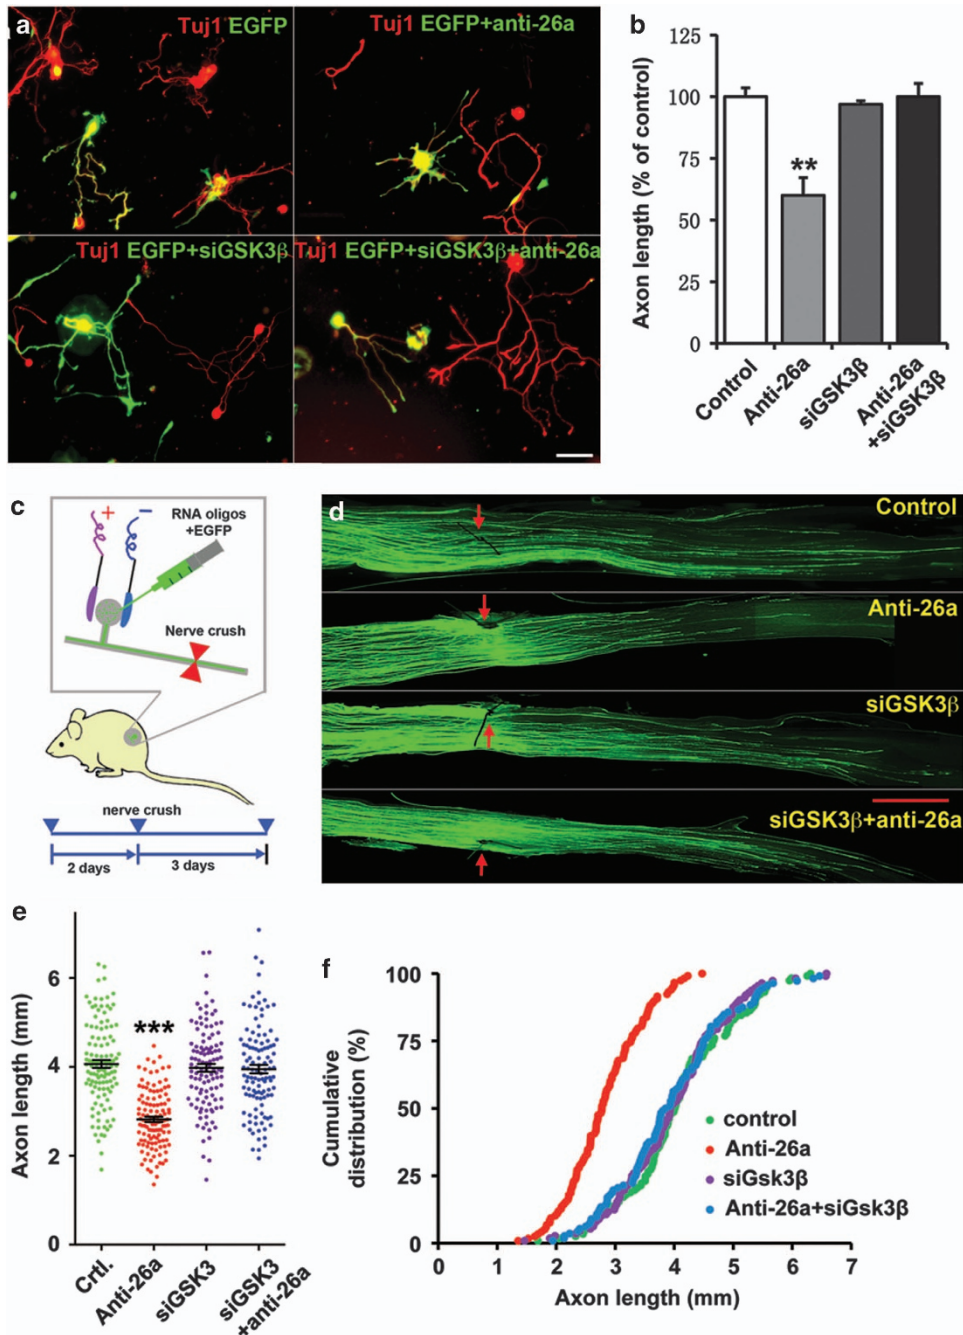 a
Tuj1 EGFP
Tuj1 EGFP+anti-26a
Tuj1 EGFP+siGSK3β
Tuj1 EGFP+siGSK3β+anti-26a
b
Axon length (% of control)
125
100
75
50
25
0
**
Control
Anti-26a
siGSK3β
Anti-26a
+siGSK3β
c
+
−
RNA oligos
+EGFP
Nerve crush
nerve crush
2 days
3 days
d
Control
Anti-26a
siGSK3β
siGSK3β+anti-26a
e
Axon length (mm)
6
4
2
0
***
Crtl.
Anti-26a
siGSK3
siGSK3
+anti-26a
f
Cumulative
distribution (%)
100
75
50
25
0
control
Anti-26a
siGsk3β
Anti-26a+siGsk3β
0 1 2 3 4 5 6 7
Axon length (mm)